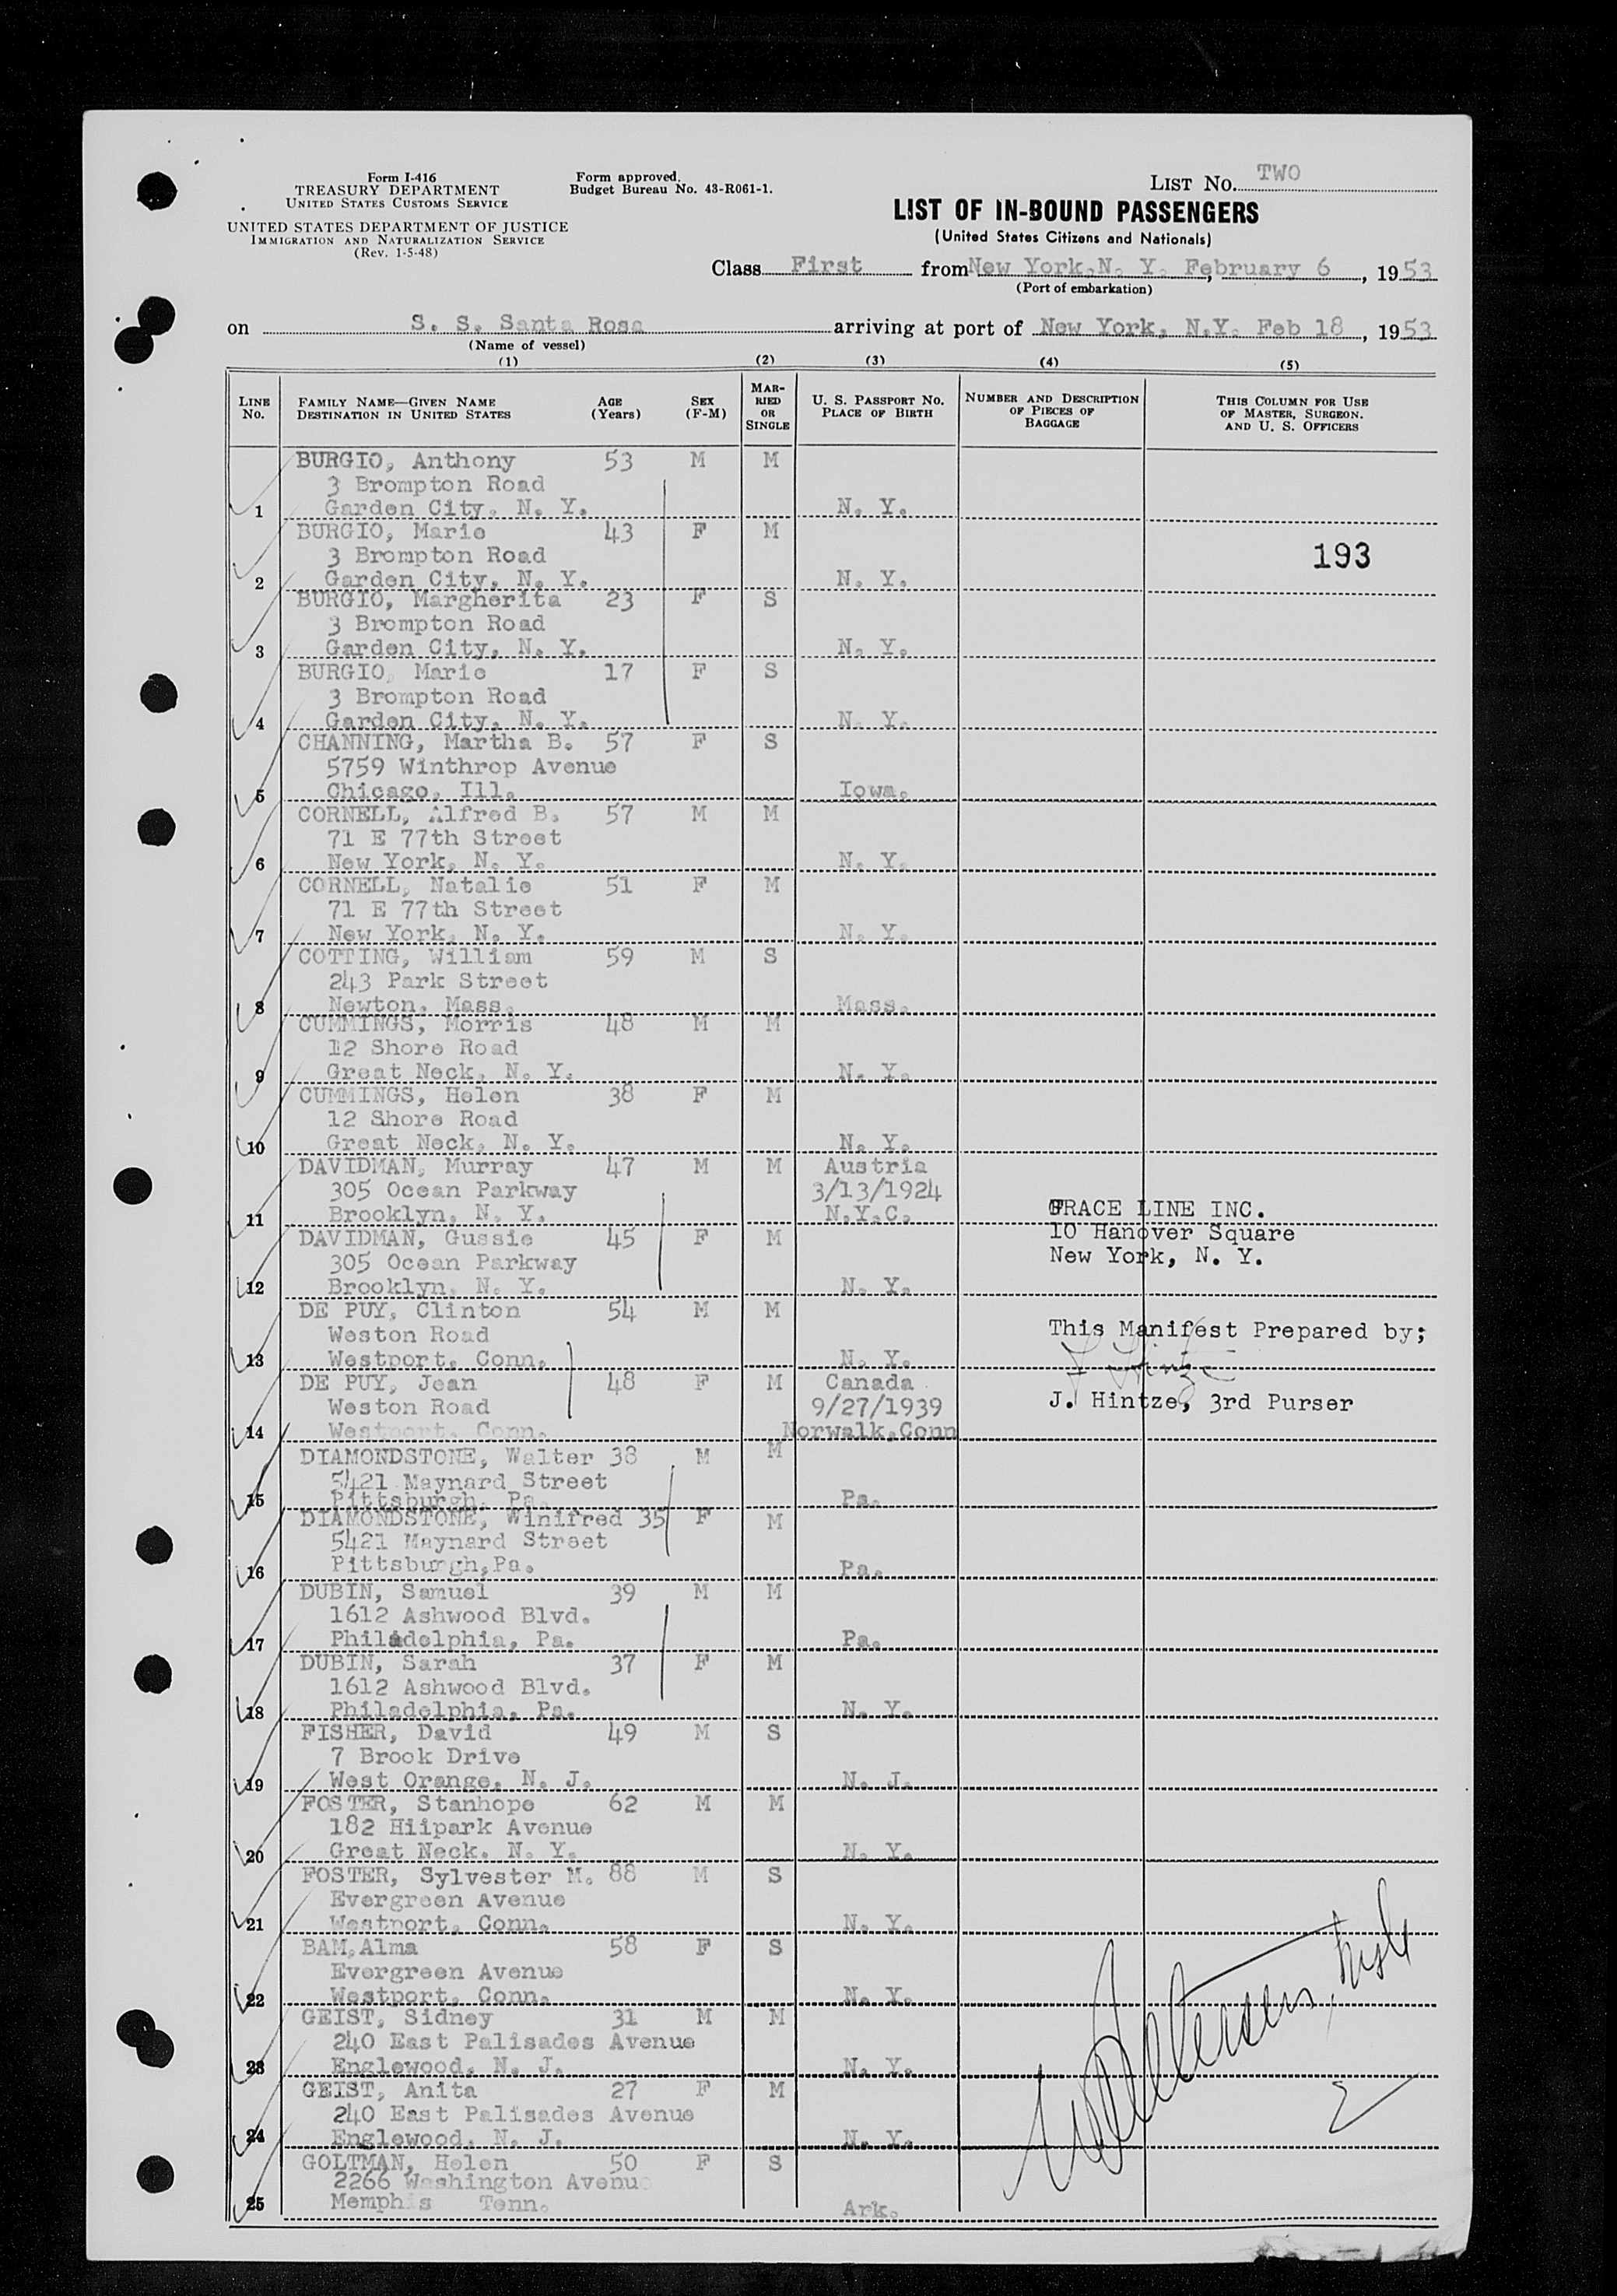 Form I-416
TREASURY DEPARTMENT
UNITED STATES CUSTOMS SERVICE
UNITED STATES DEPARTMENT OF JUSTICE
IMMIGRATION AND NATURALIZATION SERVICE
(Rev. 1-5-48)
Form approved.
Budget Bureau No. 43-R061-1.
LIST NO. TWO
LIST OF IN-BOUND PASSENGERS
(United States Citizens and Nationals)
Class First from New York, N. Y. February 6, 1953
(Port of embarkation)
on S. S. Santa Rosa arriving at port of New York, N.Y. Feb 18, 1953
(Name of vessel)
(1) (2) (3) (4) (5)
LINE NO.
FAMILY NAME—GIVEN NAME
DESTINATION IN UNITED STATES
AGE (Years)
SEX (F-M)
MARRIED OR SINGLE
U. S. PASSPORT NO.
PLACE OF BIRTH
NUMBER AND DESCRIPTION OF PIECES OF BAGGAGE
THIS COLUMN FOR USE OF MASTER, SURGEON, AND U. S. OFFICERS
BURGIO, Anthony 53 M M
3 Brompton Road
1 Garden City, N. Y. N. Y.
BURGIO, Marie 43 F M
3 Brompton Road 193
2 Garden City, N. Y. N. Y.
BURGIO, Margherita 23 F S
3 Brompton Road
3 Garden City, N. Y. N. Y.
BURGIO, Marie 17 F S
3 Brompton Road
4 Garden City, N. Y. N. Y.
CHANNING, Martha B. 57 F S
5759 Winthrop Avenue
5 Chicago, Ill. Iowa.
CORNELL, Alfred B. 57 M M
71 E 77th Street
6 New York, N. Y. N. Y.
CORNELL, Natalie 51 F M
71 E 77th Street
7 New York, N. Y. N. Y.
COTTING, William 59 M S
243 Park Street
8 Newton, Mass. Mass.
CUMMINGS, Morris 48 M M
12 Shore Road
9 Great Neck, N. Y. N. Y.
CUMMINGS, Helen 38 F M
12 Shore Road
10 Great Neck, N. Y. N. Y.
DAVIDMAN, Murray 47 M M Austria
305 Ocean Parkway 3/13/1924
11 Brooklyn, N. Y. N.Y.C. GRACE LINE INC.
DAVIDMAN, Gussie 45 F M 10 Hanover Square
305 Ocean Parkway New York, N. Y.
12 Brooklyn, N. Y. N. Y.
DE PUY, Clinton 54 M M
Weston Road This Manifest Prepared by;
13 Westport, Conn. N. Y. J Hintze
DE PUY, Jean 48 F M Canada
Weston Road 9/27/1939 J. Hintze, 3rd Purser
14 Westport, Conn. Norwalk, Conn
DIAMONDSTONE, Walter 38 M M
5421 Maynard Street
15 Pittsburgh, Pa. Pa.
DIAMONDSTONE, Winifred 35 F M
5421 Maynard Street
16 Pittsburgh,Pa. Pa.
DUBIN, Samuel 39 M M
1612 Ashwood Blvd.
17 Philadelphia, Pa. Pa.
DUBIN, Sarah 37 F M
1612 Ashwood Blvd.
18 Philadelphia, Pa. N. Y.
FISHER, David 49 M S
7 Brook Drive
19 West Orange, N. J. N. J.
FOSTER, Stanhope 62 M M
182 Hiipark Avenue
20 Great Neck, N. Y. N. Y.
FOSTER, Sylvester M. 88 M S
Evergreen Avenue
21 Westport, Conn. N. Y.
BAM,Alma 58 F S
Evergreen Avenue
22 Westport, Conn. N. Y.
GEIST, Sidney 31 M M
240 East Palisades Avenue
23 Englewood, N. J. N. Y.
GEIST, Anita 27 F M
240 East Palisades Avenue
24 Englewood, N. J. N. Y.
GOLTMAN, Helen 50 F S
2266 Washington Avenue
25 Memphis Tenn. Ark.